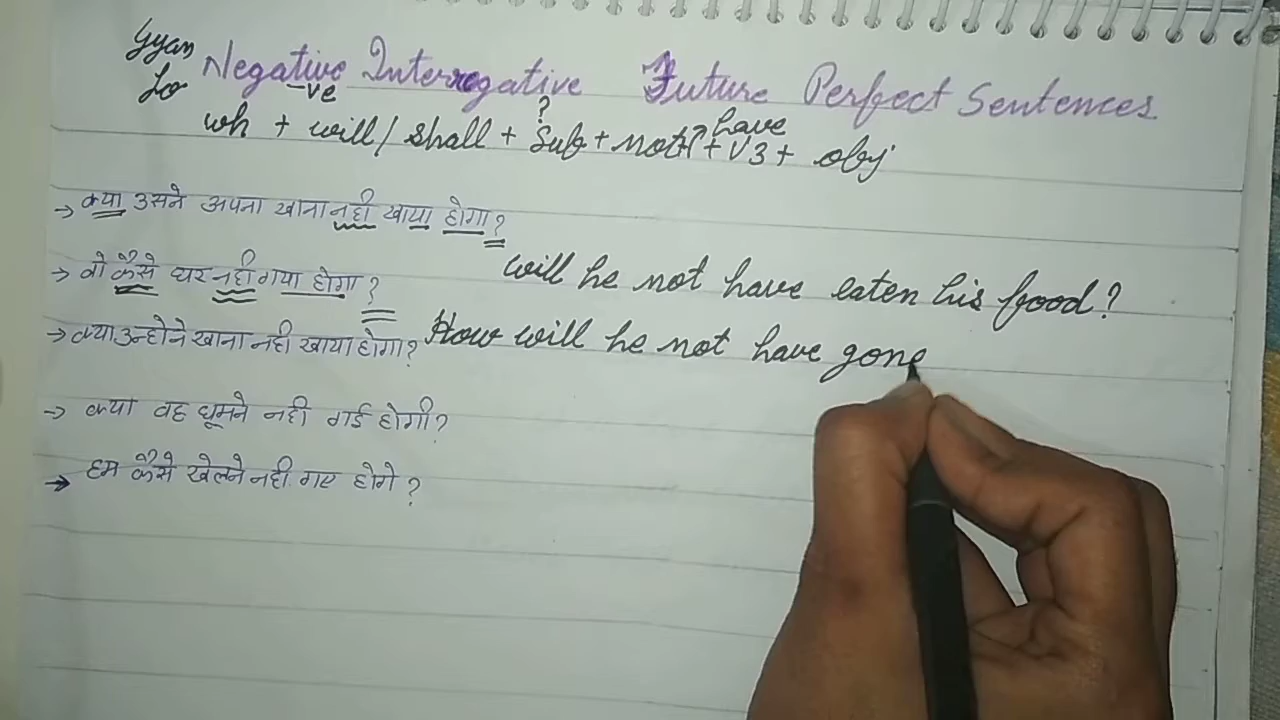 Gyan
Lo
Negative Interrogative Future Perfect Sentences
-ve ?
wh + will/shall + Sub + not + have + V3 + obj
→ क्या उसने अपना खाना नही खाया होगा?
will he not have eaten his food?
→ वो कैसे घर नही गया होगा?
How will he not have gone
→ क्या उन्होने खाना नही खाया होगा?
→ क्या वह घूमने नही गई होगी?
→ हम कैसे खेलने नही गए होगे?